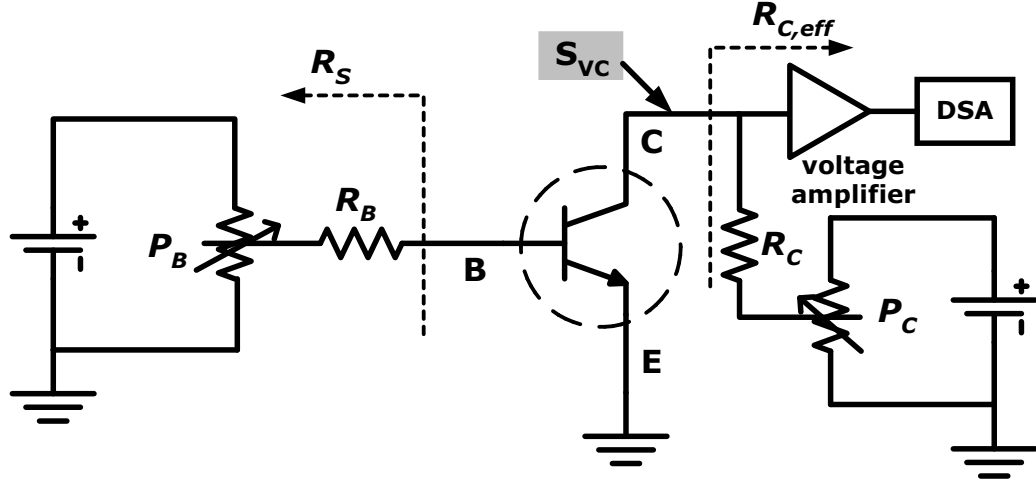 R_C,eff
S_VC
R_S
DSA
C
voltage
amplifier
R_B
P_B
B
R_C
P_C
E
+
−
+
−